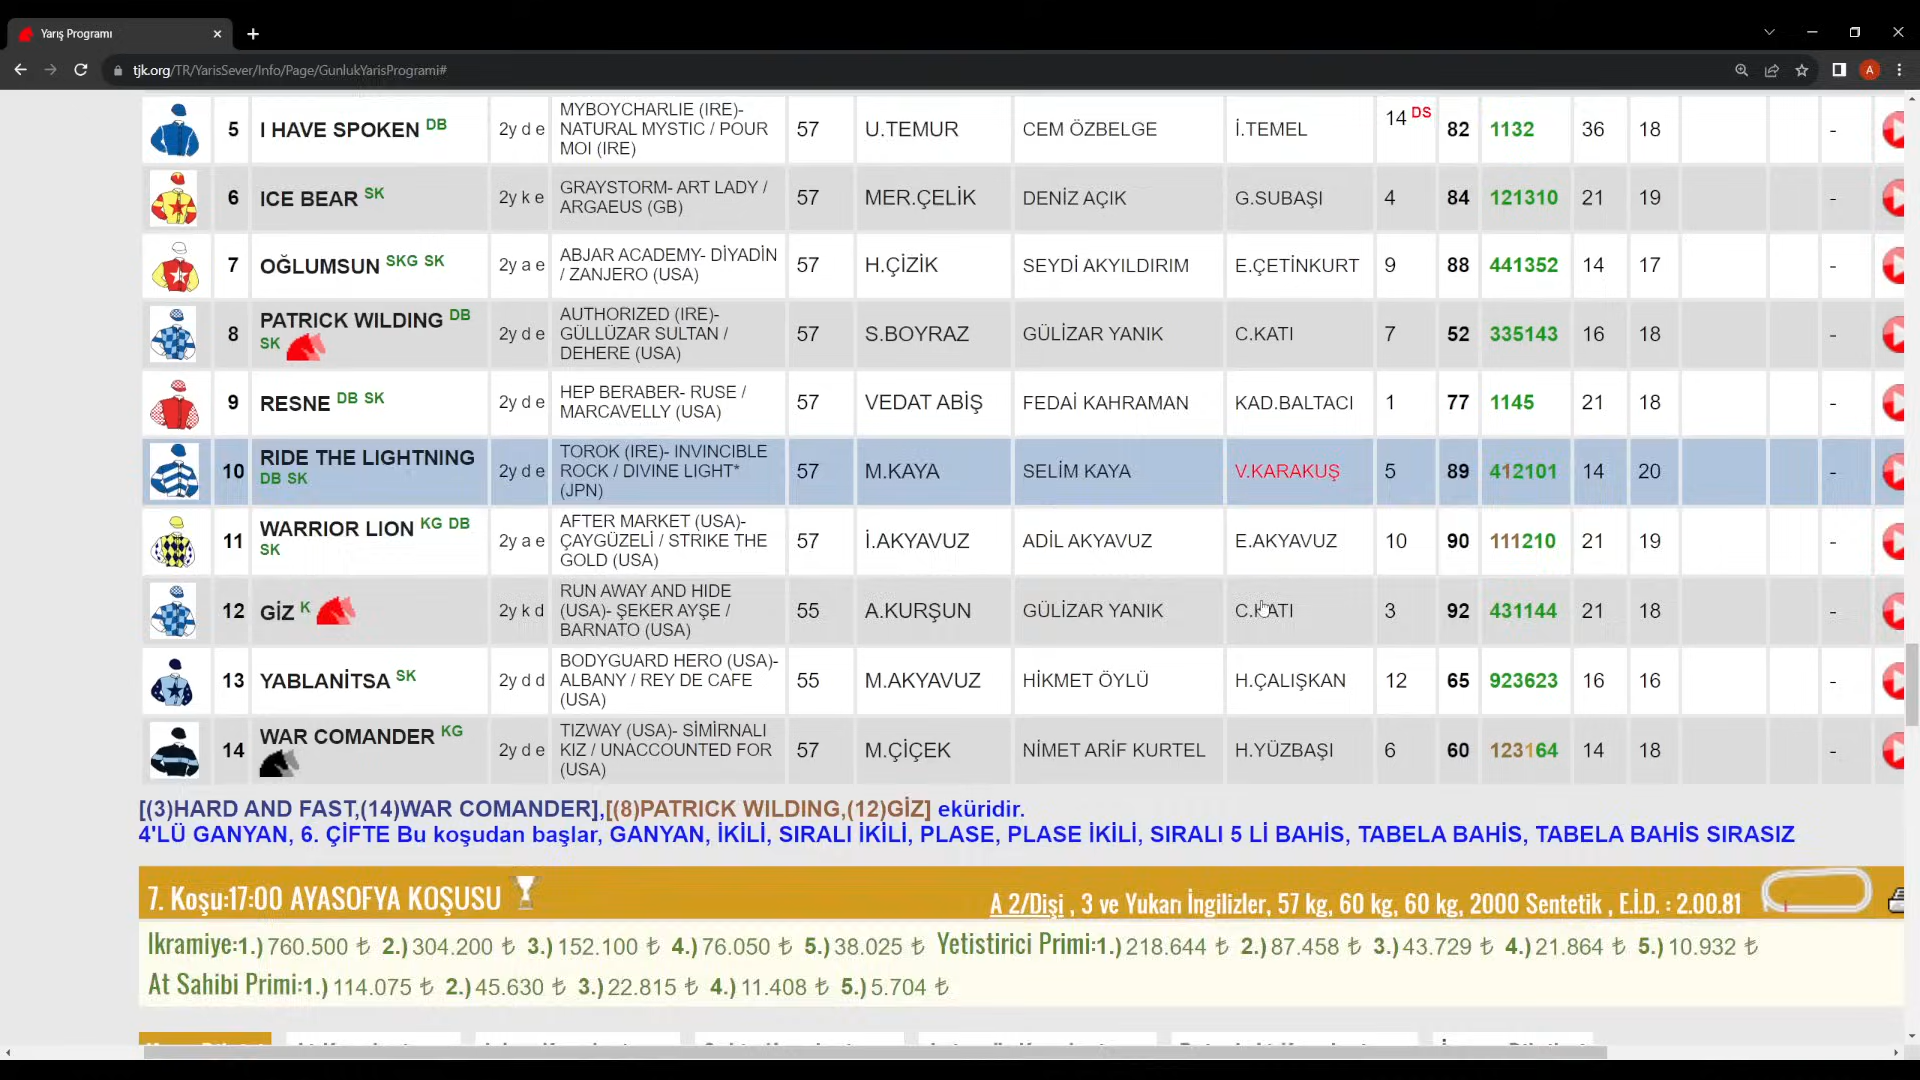 Yarış Programı
tjk.org/TR/YarisSever/Info/Page/GunlukYarisProgrami#
A
5 I HAVE SPOKEN DB 2y d e MYBOYCHARLIE (IRE)- NATURAL MYSTIC / POUR MOI (IRE) 57 U.TEMUR CEM ÖZBELGE İ.TEMEL 14 DS 82 1132 36 18 -
6 ICE BEAR SK 2y k e GRAYSTORM- ART LADY / ARGAEUS (GB) 57 MER.ÇELİK DENİZ AÇIK G.SUBAŞI 4 84 121310 21 19 -
7 OĞLUMSUN SKG SK 2y a e ABJAR ACADEMY- DİYADİN / ZANJERO (USA) 57 H.ÇİZİK SEYDİ AKYILDIRIM E.ÇETİNKURT 9 88 441352 14 17 -
8 PATRICK WILDING DB SK 2y d e AUTHORIZED (IRE)- GÜLLÜZAR SULTAN / DEHERE (USA) 57 S.BOYRAZ GÜLİZAR YANIK C.KATI 7 52 335143 16 18 -
9 RESNE DB SK 2y d e HEP BERABER- RUSE / MARCAVELLY (USA) 57 VEDAT ABİŞ FEDAİ KAHRAMAN KAD.BALTACI 1 77 1145 21 18 -
10 RIDE THE LIGHTNING DB SK 2y d e TOROK (IRE)- INVINCIBLE ROCK / DIVINE LIGHT* (JPN) 57 M.KAYA SELİM KAYA V.KARAKUŞ 5 89 412101 14 20 -
11 WARRIOR LION KG DB SK 2y a e AFTER MARKET (USA)- ÇAYGÜZELİ / STRIKE THE GOLD (USA) 57 İ.AKYAVUZ ADİL AKYAVUZ E.AKYAVUZ 10 90 111210 21 19 -
12 GİZ K 2y k d RUN AWAY AND HIDE (USA)- ŞEKER AYŞE / BARNATO (USA) 55 A.KURŞUN GÜLİZAR YANIK C.KATI 3 92 431144 21 18 -
13 YABLANİTSA SK 2y d d BODYGUARD HERO (USA)- ALBANY / REY DE CAFE (USA) 55 M.AKYAVUZ HİKMET ÖYLÜ H.ÇALIŞKAN 12 65 923623 16 16 -
14 WAR COMANDER KG 2y d e TIZWAY (USA)- SİMİRNALI KIZ / UNACCOUNTED FOR (USA) 57 M.ÇİÇEK NİMET ARİF KURTEL H.YÜZBAŞI 6 60 123164 14 18 -
[(3)HARD AND FAST,(14)WAR COMANDER],[(8)PATRICK WILDING,(12)GİZ] eküridir.
4'LÜ GANYAN, 6. ÇİFTE Bu koşudan başlar, GANYAN, İKİLİ, SIRALI İKİLİ, PLASE, PLASE İKİLİ, SIRALI 5 Lİ BAHİS, TABELA BAHİS, TABELA BAHİS SIRASIZ
7. Koşu:17:00 AYASOFYA KOŞUSU A 2/Dişi , 3 ve Yukarı İngilizler, 57 kg, 60 kg, 60 kg, 2000 Sentetik , E.İ.D. : 2.00.81
Ikramiye:1.) 760.500 ₺ 2.) 304.200 ₺ 3.) 152.100 ₺ 4.) 76.050 ₺ 5.) 38.025 ₺ Yetistirici Primi:1.) 218.644 ₺ 2.) 87.458 ₺ 3.) 43.729 ₺ 4.) 21.864 ₺ 5.) 10.932 ₺
At Sahibi Primi:1.) 114.075 ₺ 2.) 45.630 ₺ 3.) 22.815 ₺ 4.) 11.408 ₺ 5.) 5.704 ₺